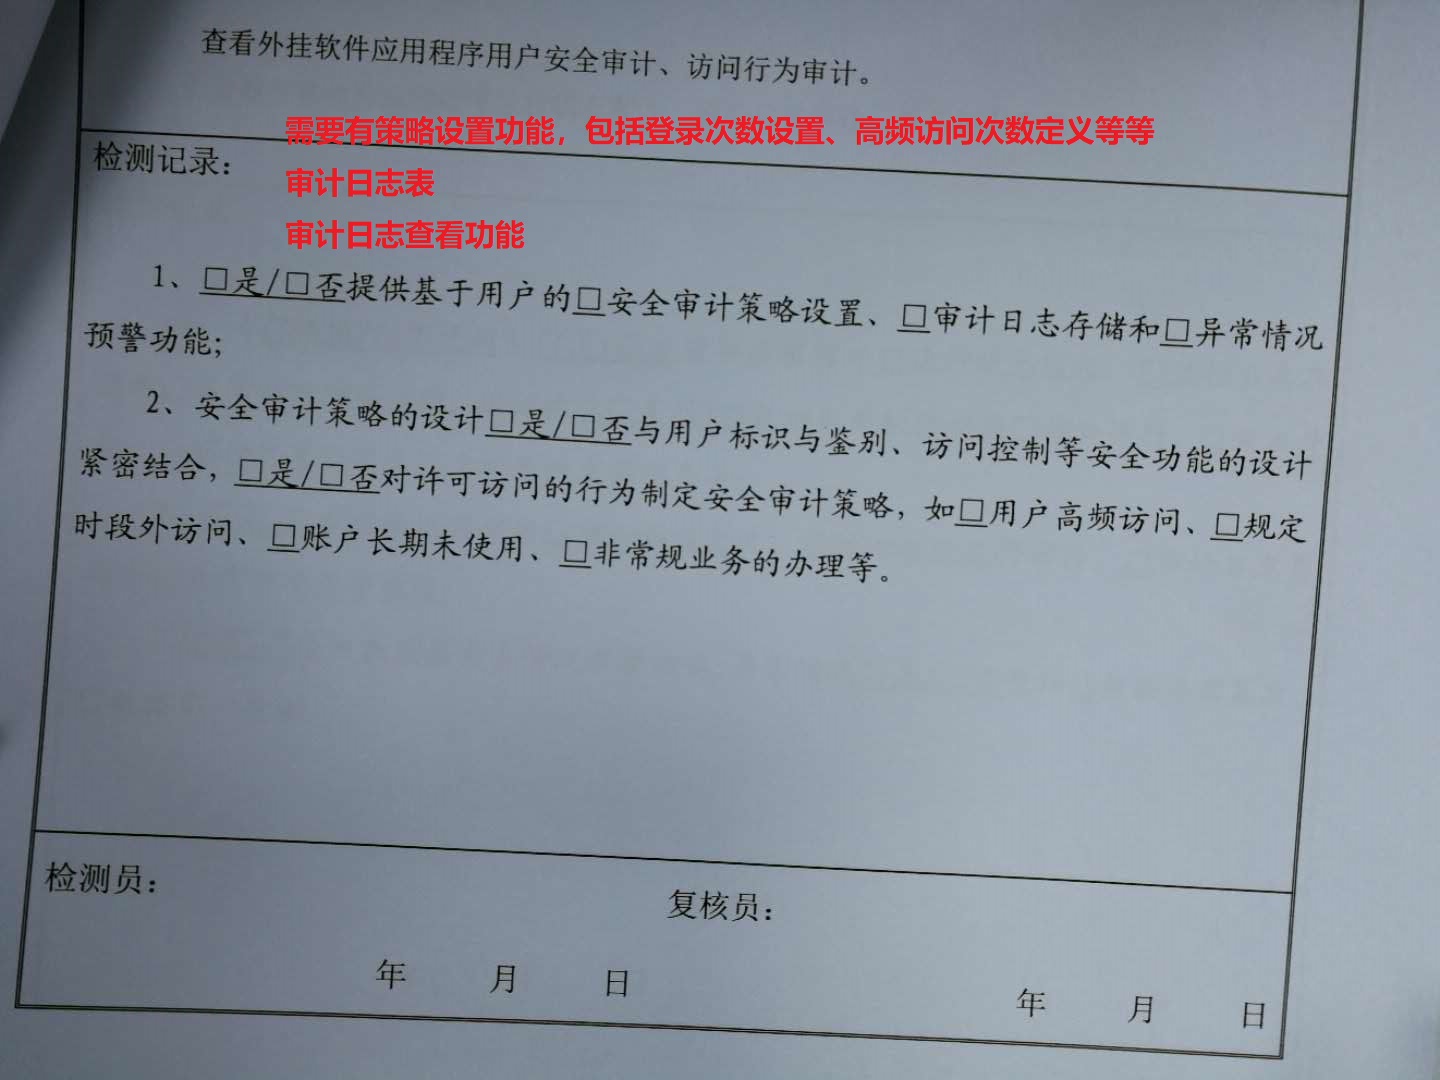 查看外挂软件应用程序用户安全审计、访问行为审计。
需要有策略设置功能，包括登录次数设置、高频访问次数定义等等
检测记录：
审计日志表
审计日志查看功能
1、□是/□否提供基于用户的□安全审计策略设置、□审计日志存储和□异常情况
预警功能;
2、安全审计策略的设计□是/□否与用户标识与鉴别、访问控制等安全功能的设计
紧密结合，□是/□否对许可访问的行为制定安全审计策略，如□用户高频访问、□规定
时段外访问、□账户长期未使用、□非常规业务的办理等。
检测员：
复核员：
年 月 日
年 月 日